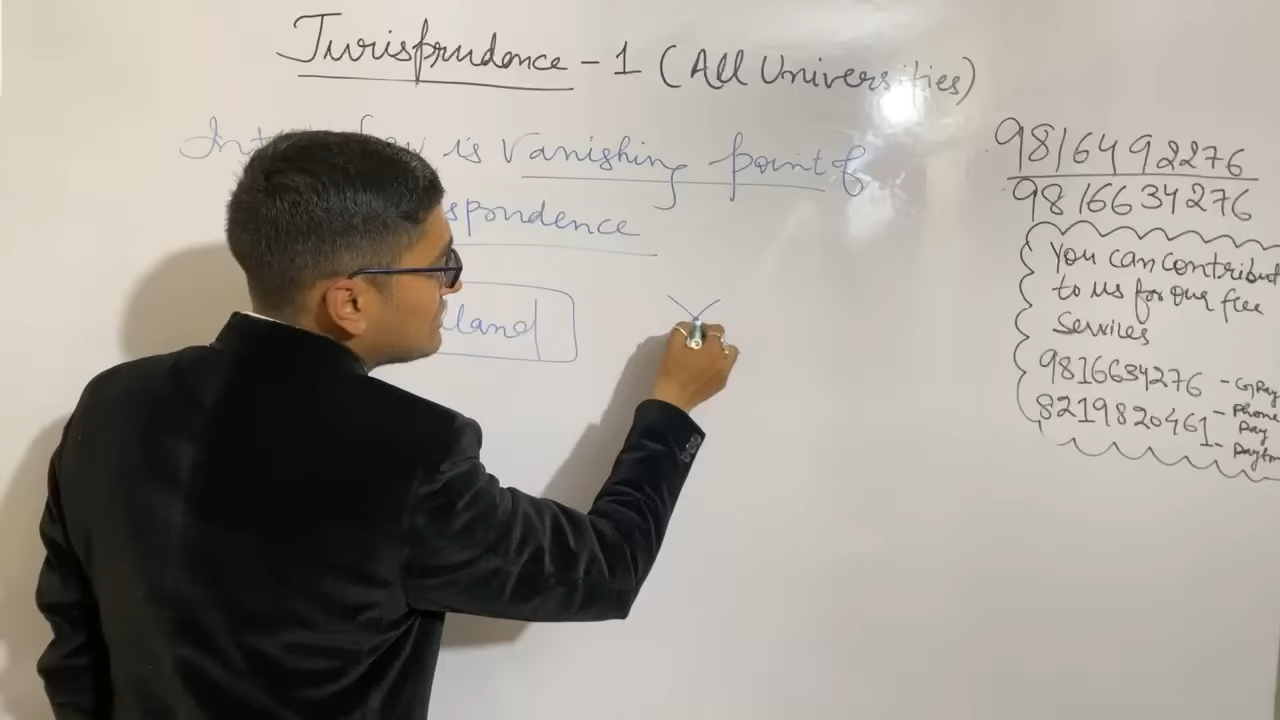 Jurisprudence - 1 (All Universities)
is Vanishing point of
spondence
lland
9816492276
9816634276
You can contribut
to us for our free
Services
9816634276 - G Pay
8219820461 - Phone
Pay
- Paytm